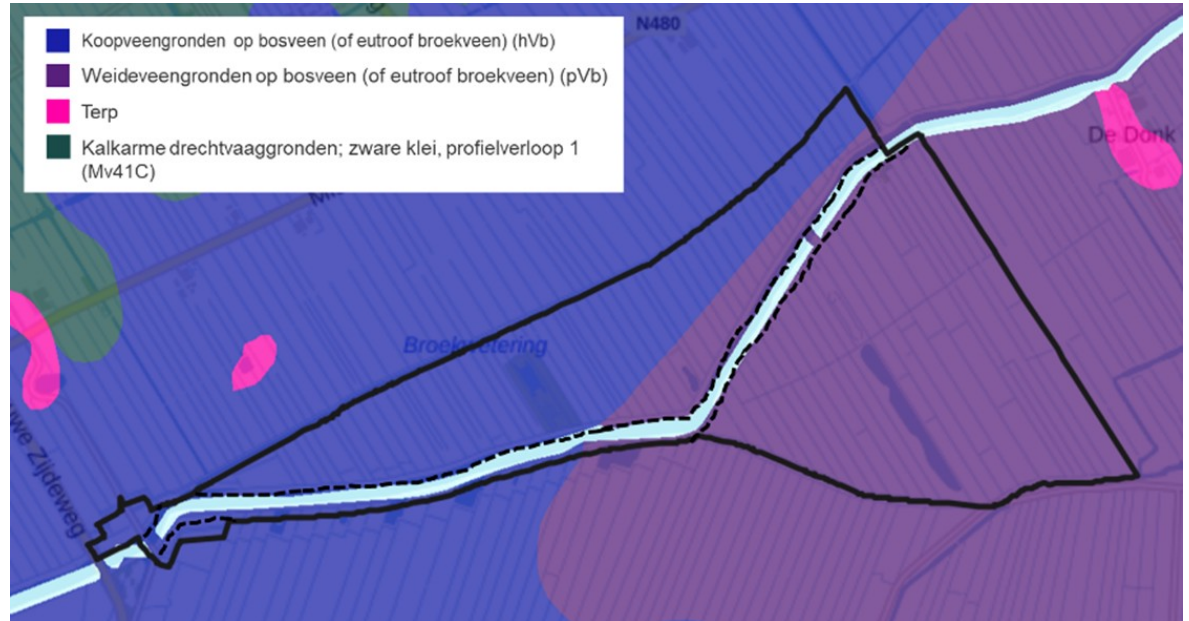 Koopveengronden op bosveen (of eutroof broekveen) (hVb)
Weideveengronden op bosveen (of eutroof broekveen) (pVb)
Terp
Kalkarme drechtvaaggronden; zware klei, profielverloop 1
(Mv41C)
N480
De Donk
Broekwetering
uwe Zijdeweg